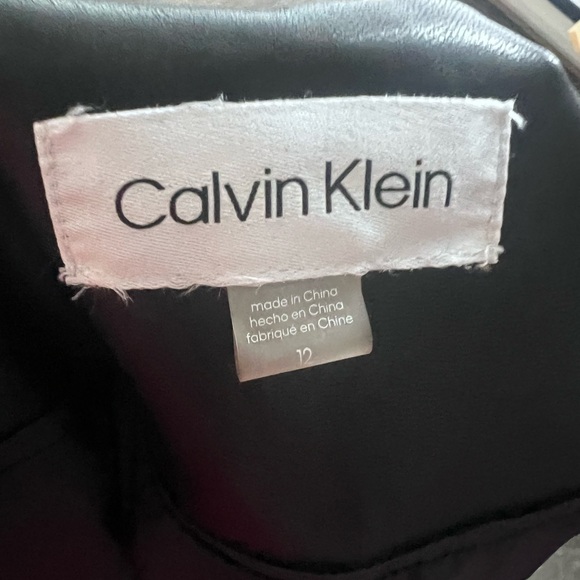 Calvin Klein
made in China
hecho en China
fabriqué en Chine
12